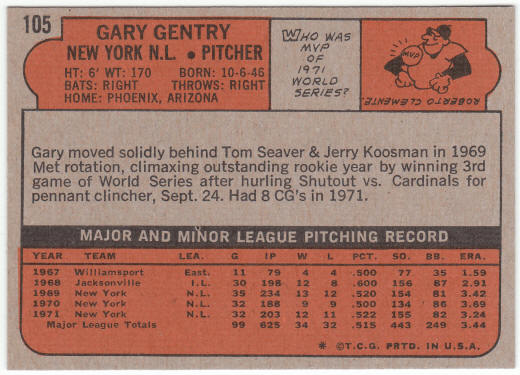 105
GARY GENTRY
NEW YORK N.L. • PITCHER
HT: 6' WT: 170 BORN: 10-6-46
BATS: RIGHT THROWS: RIGHT
HOME: PHOENIX, ARIZONA
WHO WAS
MVP
OF
1971
WORLD
SERIES?
MVP
ROBERTO CLEMENTE
Gary moved solidly behind Tom Seaver & Jerry Koosman in 1969
Met rotation, climaxing outstanding rookie year by winning 3rd
game of World Series after hurling Shutout vs. Cardinals for
pennant clincher, Sept. 24. Had 8 CG's in 1971.
MAJOR AND MINOR LEAGUE PITCHING RECORD
YEAR TEAM LEA. G IP W L PCT. SO. BB. ERA.
1967 Williamsport East. 11 79 4 4 .500 77 35 1.59
1968 Jacksonville I.L. 30 198 12 8 .600 156 87 2.91
1969 New York N.L. 35 234 13 12 .520 154 81 3.42
1970 New York N.L. 32 188 9 9 .500 134 86 3.69
1971 New York N.L. 32 203 12 11 .522 155 82 3.24
Major League Totals 99 625 34 32 .515 443 249 3.44
* ©T.C.G. PRTD. IN U.S.A.